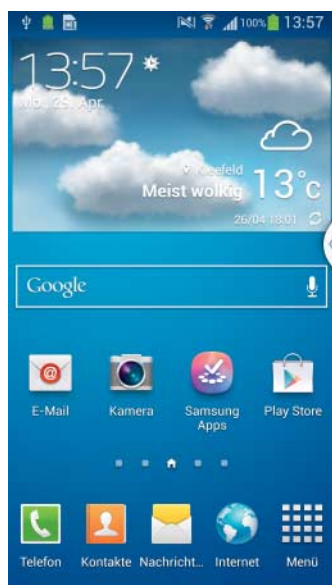 100% 13:57
13:57
Mo., 29. Apr.
Kleefeld
Meist wolkig 13°c
26/04 18:01
Google
E-Mail Kamera Samsung Apps Play Store
Telefon Kontakte Nachricht... Internet Menü